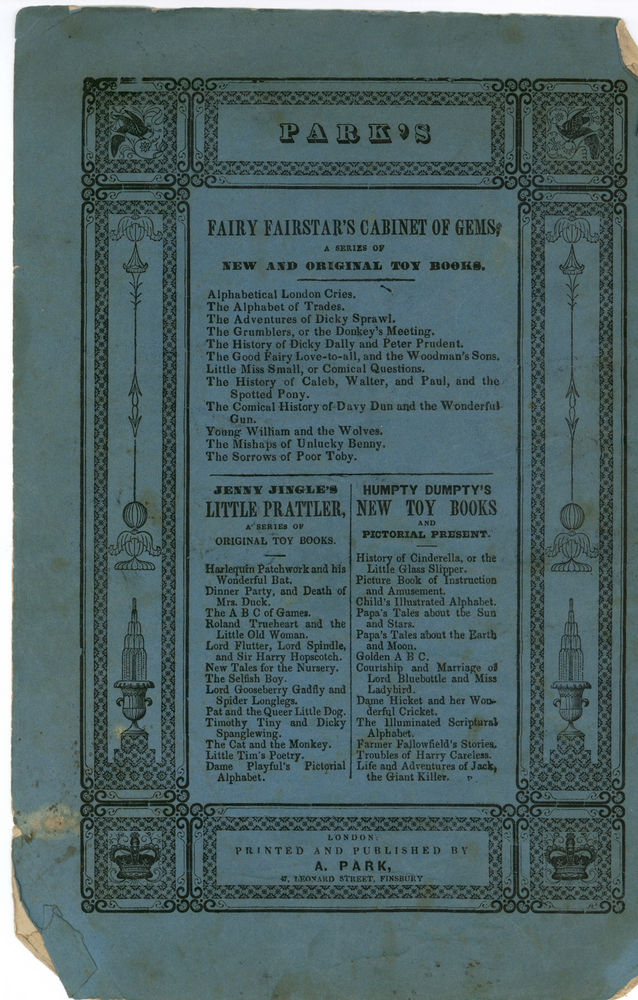 PARK'S
FAIRY FAIRSTAR'S CABINET OF GEMS;
A SERIES OF
NEW AND ORIGINAL TOY BOOKS.
Alphabetical London Cries.
The Alphabet of Trades.
The Adventures of Dicky Sprawl.
The Grumblers, or the Donkey's Meeting.
The History of Dicky Dally and Peter Prudent.
The Good Fairy Love-to-all, and the Woodman's Sons.
Little Miss Small, or Comical Questions.
The History of Caleb, Walter, and Paul, and the
Spotted Pony.
The Comical History of Davy Dun and the Wonderful
Gun.
Young William and the Wolves.
The Mishaps of Unlucky Benny.
The Sorrows of Poor Toby.
JENNY JINGLE'S
LITTLE PRATTLER,
A SERIES OF
ORIGINAL TOY BOOKS.
Harlequin Patchwork and his
Wonderful Bat.
Dinner Party, and Death of
Mrs. Duck.
The A B C of Games.
Roland Trueheart and the
Little Old Woman.
Lord Flutter, Lord Spindle,
and Sir Harry Hopscotch.
New Tales for the Nursery.
The Selfish Boy.
Lord Gooseberry Gadfly and
Spider Longlegs.
Pat and the Queer Little Dog.
Timothy Tiny and Dicky
Spanglewing.
The Cat and the Monkey.
Little Tim's Poetry.
Dame Playful's Pictorial
Alphabet.
HUMPTY DUMPTY'S
NEW TOY BOOKS
AND
PICTORIAL PRESENT.
History of Cinderella, or the
Little Glass Slipper.
Picture Book of Instruction
and Amusement.
Child's Illustrated Alphabet.
Papa's Tales about the Sun
and Stars.
Papa's Tales about the Earth
and Moon.
Golden A B C.
Courtship and Marriage of
Lord Bluebottle and Miss
Ladybird.
Dame Hicket and her Won-
derful Cricket.
The Illuminated Scriptural
Alphabet.
Farmer Fallowfield's Stories.
Troubles of Harry Careless.
Life and Adventures of Jack,
the Giant Killer.
LONDON:
PRINTED AND PUBLISHED BY
A. PARK,
47, LEONARD STREET, FINSBURY